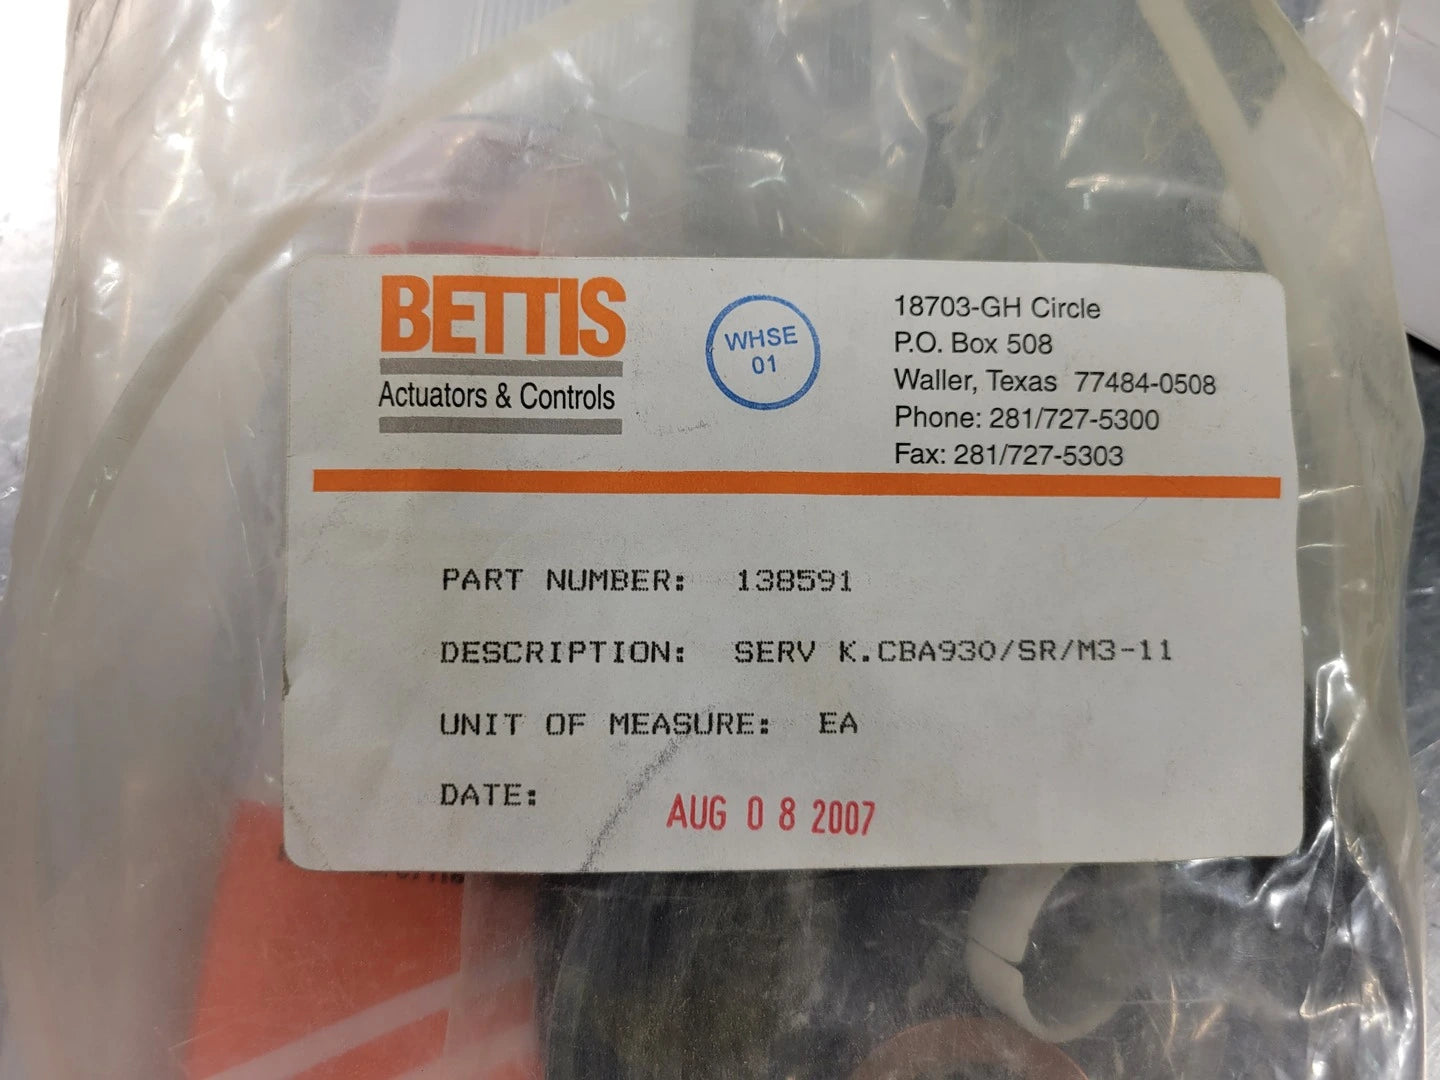 BETTIS
Actuators & Controls
WHSE
01
18703-GH Circle
P.O. Box 508
Waller, Texas 77484-0508
Phone: 281/727-5300
Fax: 281/727-5303
PART NUMBER: 138591
DESCRIPTION: SERV K.CBA930/SR/M3-11
UNIT OF MEASURE: EA
DATE: AUG 08 2007